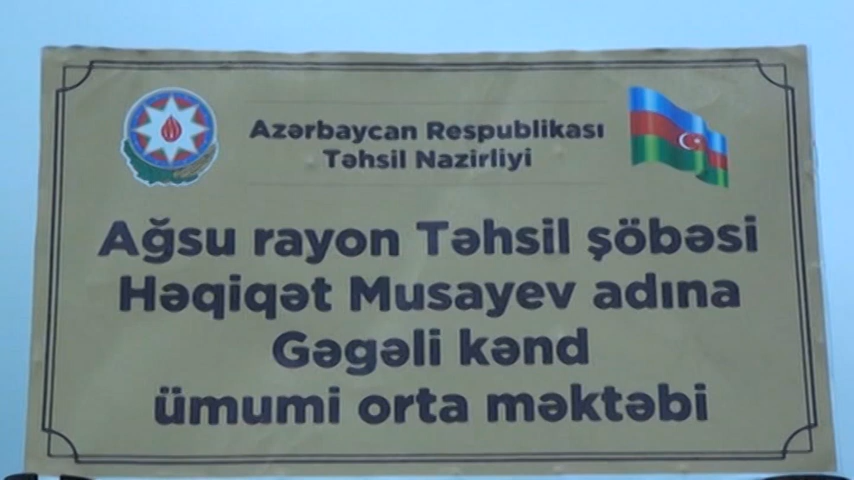 Azərbaycan Respublikası
Təhsil Nazirliyi
Ağsu rayon Təhsil şöbəsi
Həqiqət Musayev adına
Gəgəli kənd
ümumi orta məktəbi